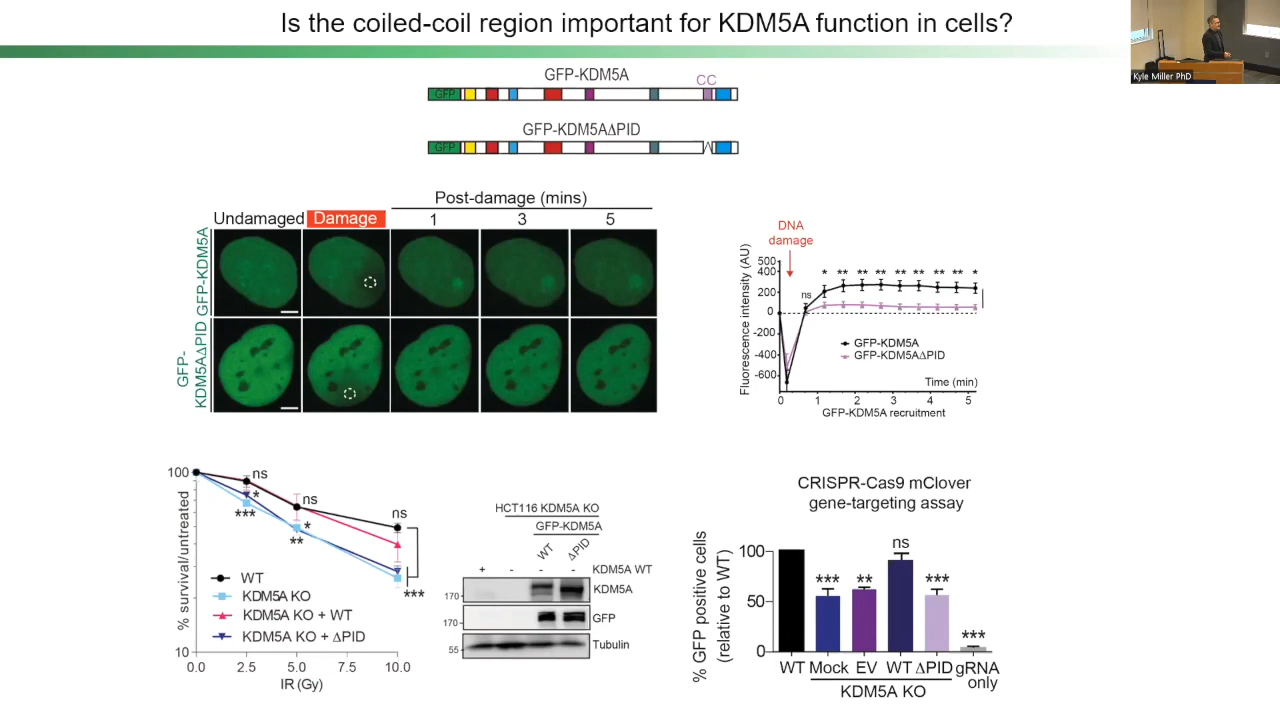 Is the coiled-coil region important for KDM5A function in cells?
Kyle Miller PhD
GFP-KDM5A
CC
GFP
GFP-KDM5AΔPID
GFP
Post-damage (mins)
Undamaged Damage 1 3 5
GFP-KDM5A
GFP-
KDM5AΔPID
DNA
damage
Fluorescence intensity (AU)
500
400
200
0
-200
-400
-600
ns * ** ** ** ** ** ** ** *
GFP-KDM5A
GFP-KDM5AΔPID
Time (min)
0 1 2 3 4 5
GFP-KDM5A recruitment
% survival/untreated
100
10
ns
*
***
ns
*
**
ns
***
WT
KDM5A KO
KDM5A KO + WT
KDM5A KO + ΔPID
0.0 2.5 5.0 7.5 10.0
IR (Gy)
HCT116 KDM5A KO
GFP-KDM5A
WT ΔPID
+ - - - KDM5A WT
170 KDM5A
170 GFP
55 Tubulin
CRISPR-Cas9 mClover
gene-targeting assay
% GFP positive cells
(relative to WT)
100
50
0
*** ** ns *** ***
WT Mock EV WT ΔPID gRNA
only
KDM5A KO